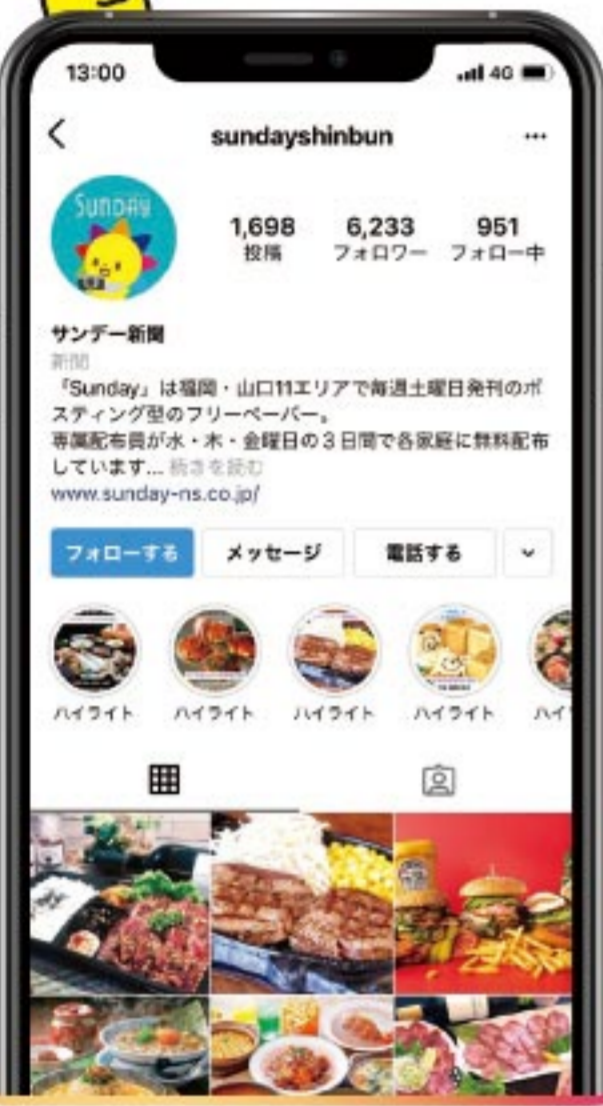 13:00
4G
sundayshinbun
SUNDAY
1,698 6,233 951
投稿 フォロワー フォロー中
サンデー新聞
新聞
「Sunday」は福岡・山口11エリアで毎週土曜日発刊のポ
スティング型のフリーペーパー。
専属配布員が水・木・金曜日の3日間で各家庭に無料配布
しています... 続きを読む
www.sunday-ns.co.jp/
フォローする メッセージ 電話する
ハイライト ハイライト ハイライト ハイライト ハイ